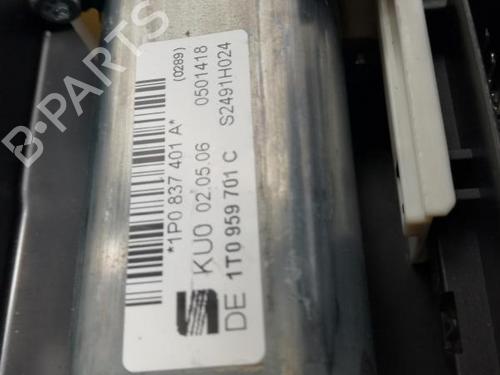 *1P0 837 401 A* (0289)
KU0 02.05.06 0501418
DE 1T0 959 701 C S2491H024
B-PARTS